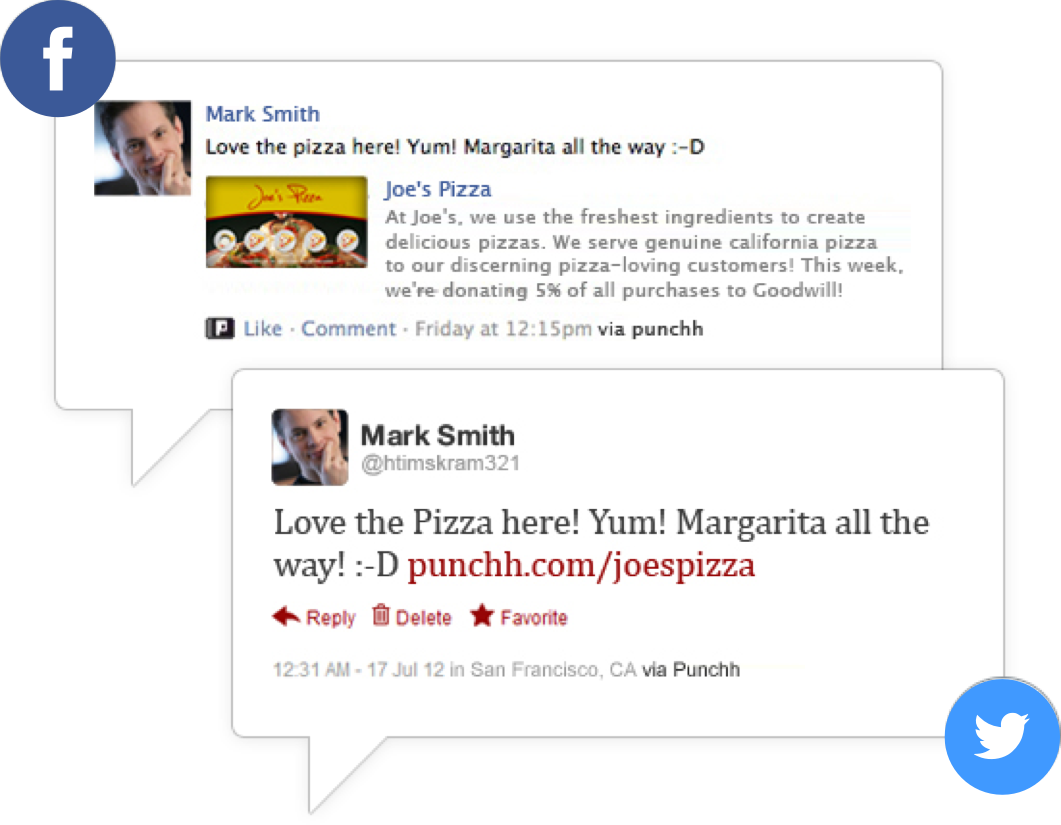 f
Mark Smith
Love the pizza here! Yum! Margarita all the way :-D
Joe's Pizza
Joe's Pizza
At Joe's, we use the freshest ingredients to create
delicious pizzas. We serve genuine california pizza
to our discerning pizza-loving customers! This week,
we're donating 5% of all purchases to Goodwill!
P Like · Comment · Friday at 12:15pm via punchh
Mark Smith
@htimskram321
Love the Pizza here! Yum! Margarita all the
way! :-D punchh.com/joespizza
Reply Delete Favorite
12:31 AM - 17 Jul 12 in San Francisco, CA via Punchh